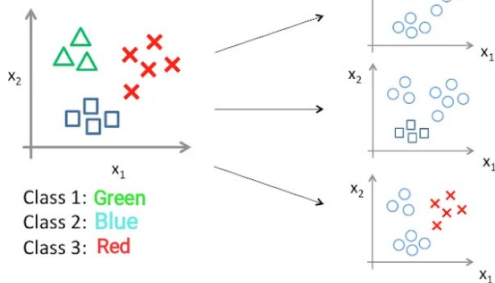 x2
x1
Class 1: Green
Class 2: Blue
Class 3: Red
x1
x2
x1
x2
x1